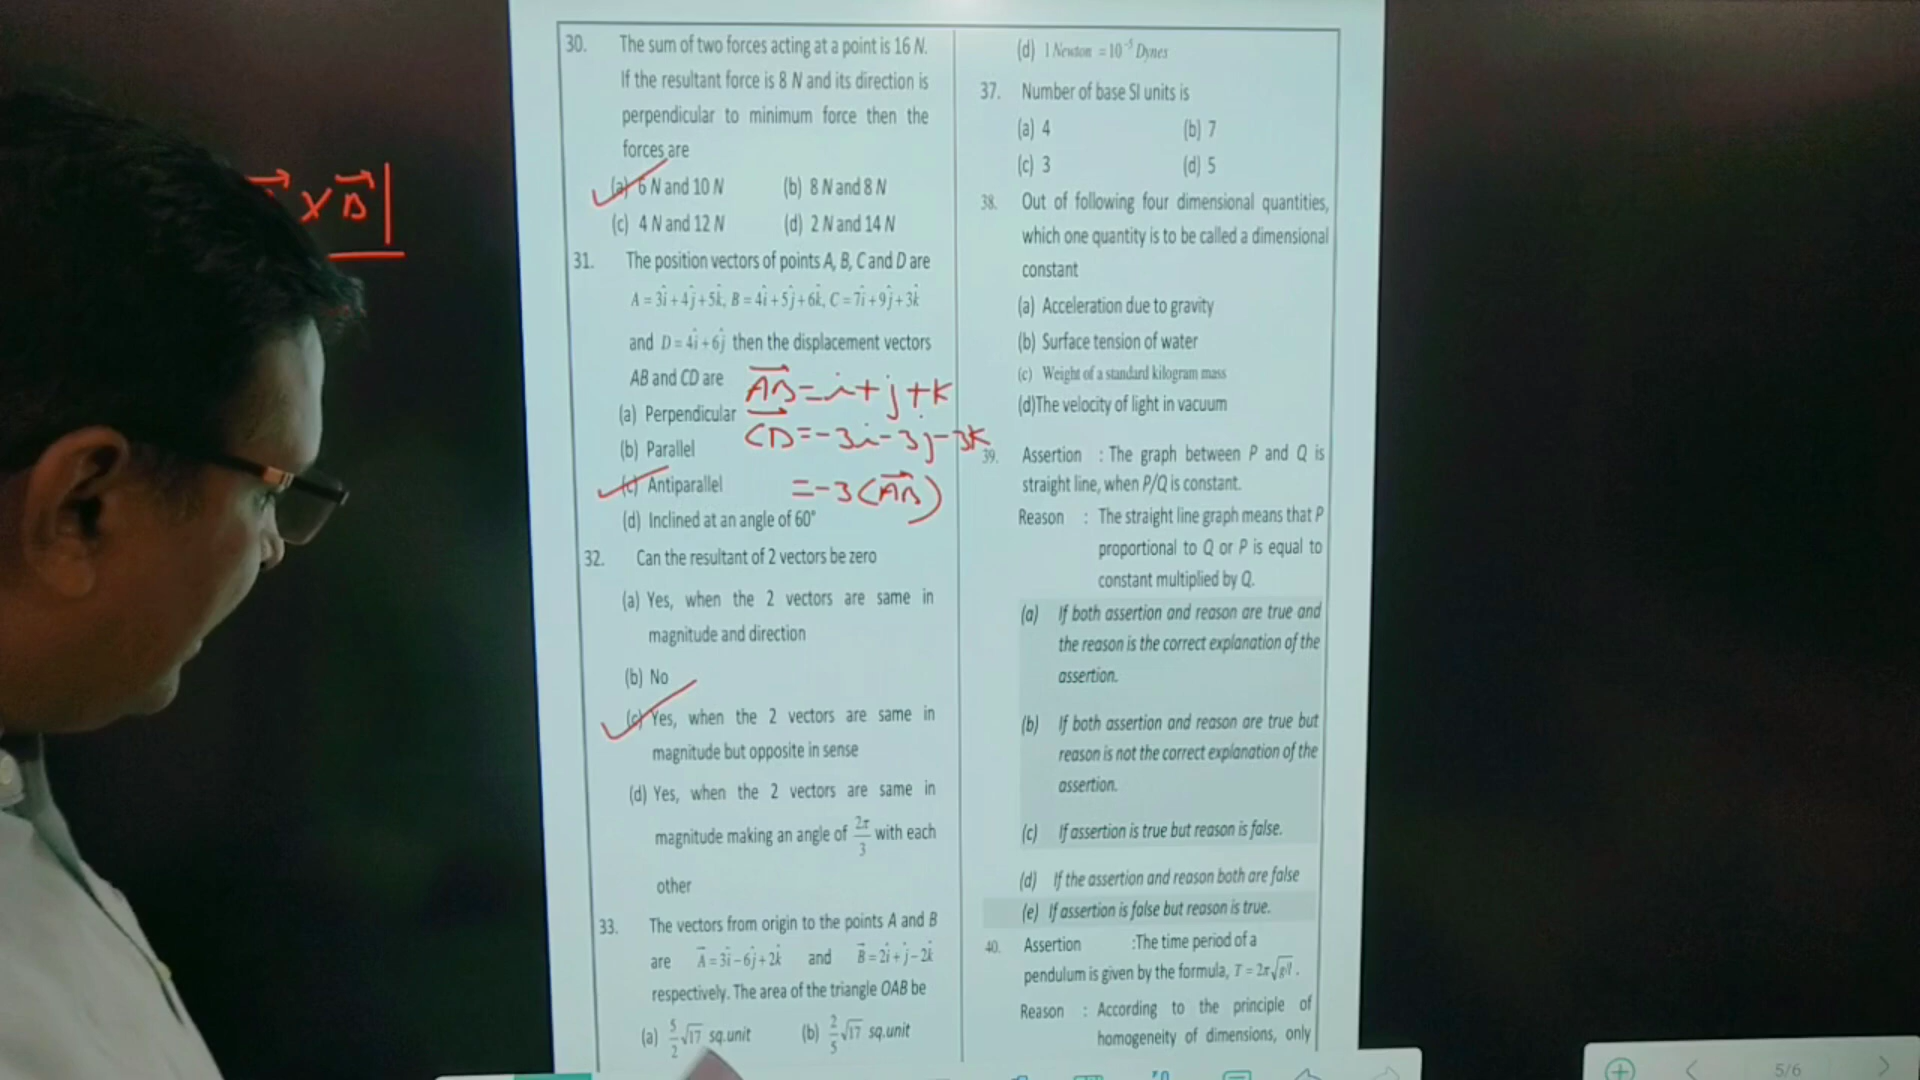 × B⃗|
30. The sum of two forces acting at a point is 16 N.
If the resultant force is 8 N and its direction is
perpendicular to minimum force then the
forces are
(a) 6 N and 10 N (b) 8 N and 8 N
(c) 4 N and 12 N (d) 2 N and 14 N
31. The position vectors of points A, B, C and D are
A = 3î + 4ĵ + 5k̂, B = 4î + 5ĵ + 6k̂, C = 7î + 9ĵ + 3k̂
and D = 4î + 6ĵ then the displacement vectors
AB and CD are
AB⃗ = i + j + k
(a) Perpendicular
CD⃗ = -3i - 3j - 3k
(b) Parallel
(c) Antiparallel
= -3(AB⃗)
(d) Inclined at an angle of 60°
32. Can the resultant of 2 vectors be zero
(a) Yes, when the 2 vectors are same in
magnitude and direction
(b) No
(c) Yes, when the 2 vectors are same in
magnitude but opposite in sense
(d) Yes, when the 2 vectors are same in
magnitude making an angle of 2π/3 with each
other
33. The vectors from origin to the points A and B
are A⃗ = 3î - 6ĵ + 2k̂ and B⃗ = 2î + ĵ - 2k̂
respectively. The area of the triangle OAB be
(a) 5/2 √17 sq.unit (b) 2/5 √17 sq.unit
(d) 1 Newton = 10⁻⁵ Dynes
37. Number of base SI units is
(a) 4 (b) 7
(c) 3 (d) 5
38. Out of following four dimensional quantities,
which one quantity is to be called a dimensional
constant
(a) Acceleration due to gravity
(b) Surface tension of water
(c) Weight of a standard kilogram mass
(d)The velocity of light in vacuum
39. Assertion : The graph between P and Q is
straight line, when P/Q is constant.
Reason : The straight line graph means that P
proportional to Q or P is equal to
constant multiplied by Q.
(a) If both assertion and reason are true and
the reason is the correct explanation of the
assertion.
(b) If both assertion and reason are true but
reason is not the correct explanation of the
assertion.
(c) If assertion is true but reason is false.
(d) If the assertion and reason both are false
(e) If assertion is false but reason is true.
40. Assertion :The time period of a
pendulum is given by the formula, T = 2π√g/l .
Reason : According to the principle of
homogeneity of dimensions, only
5/6